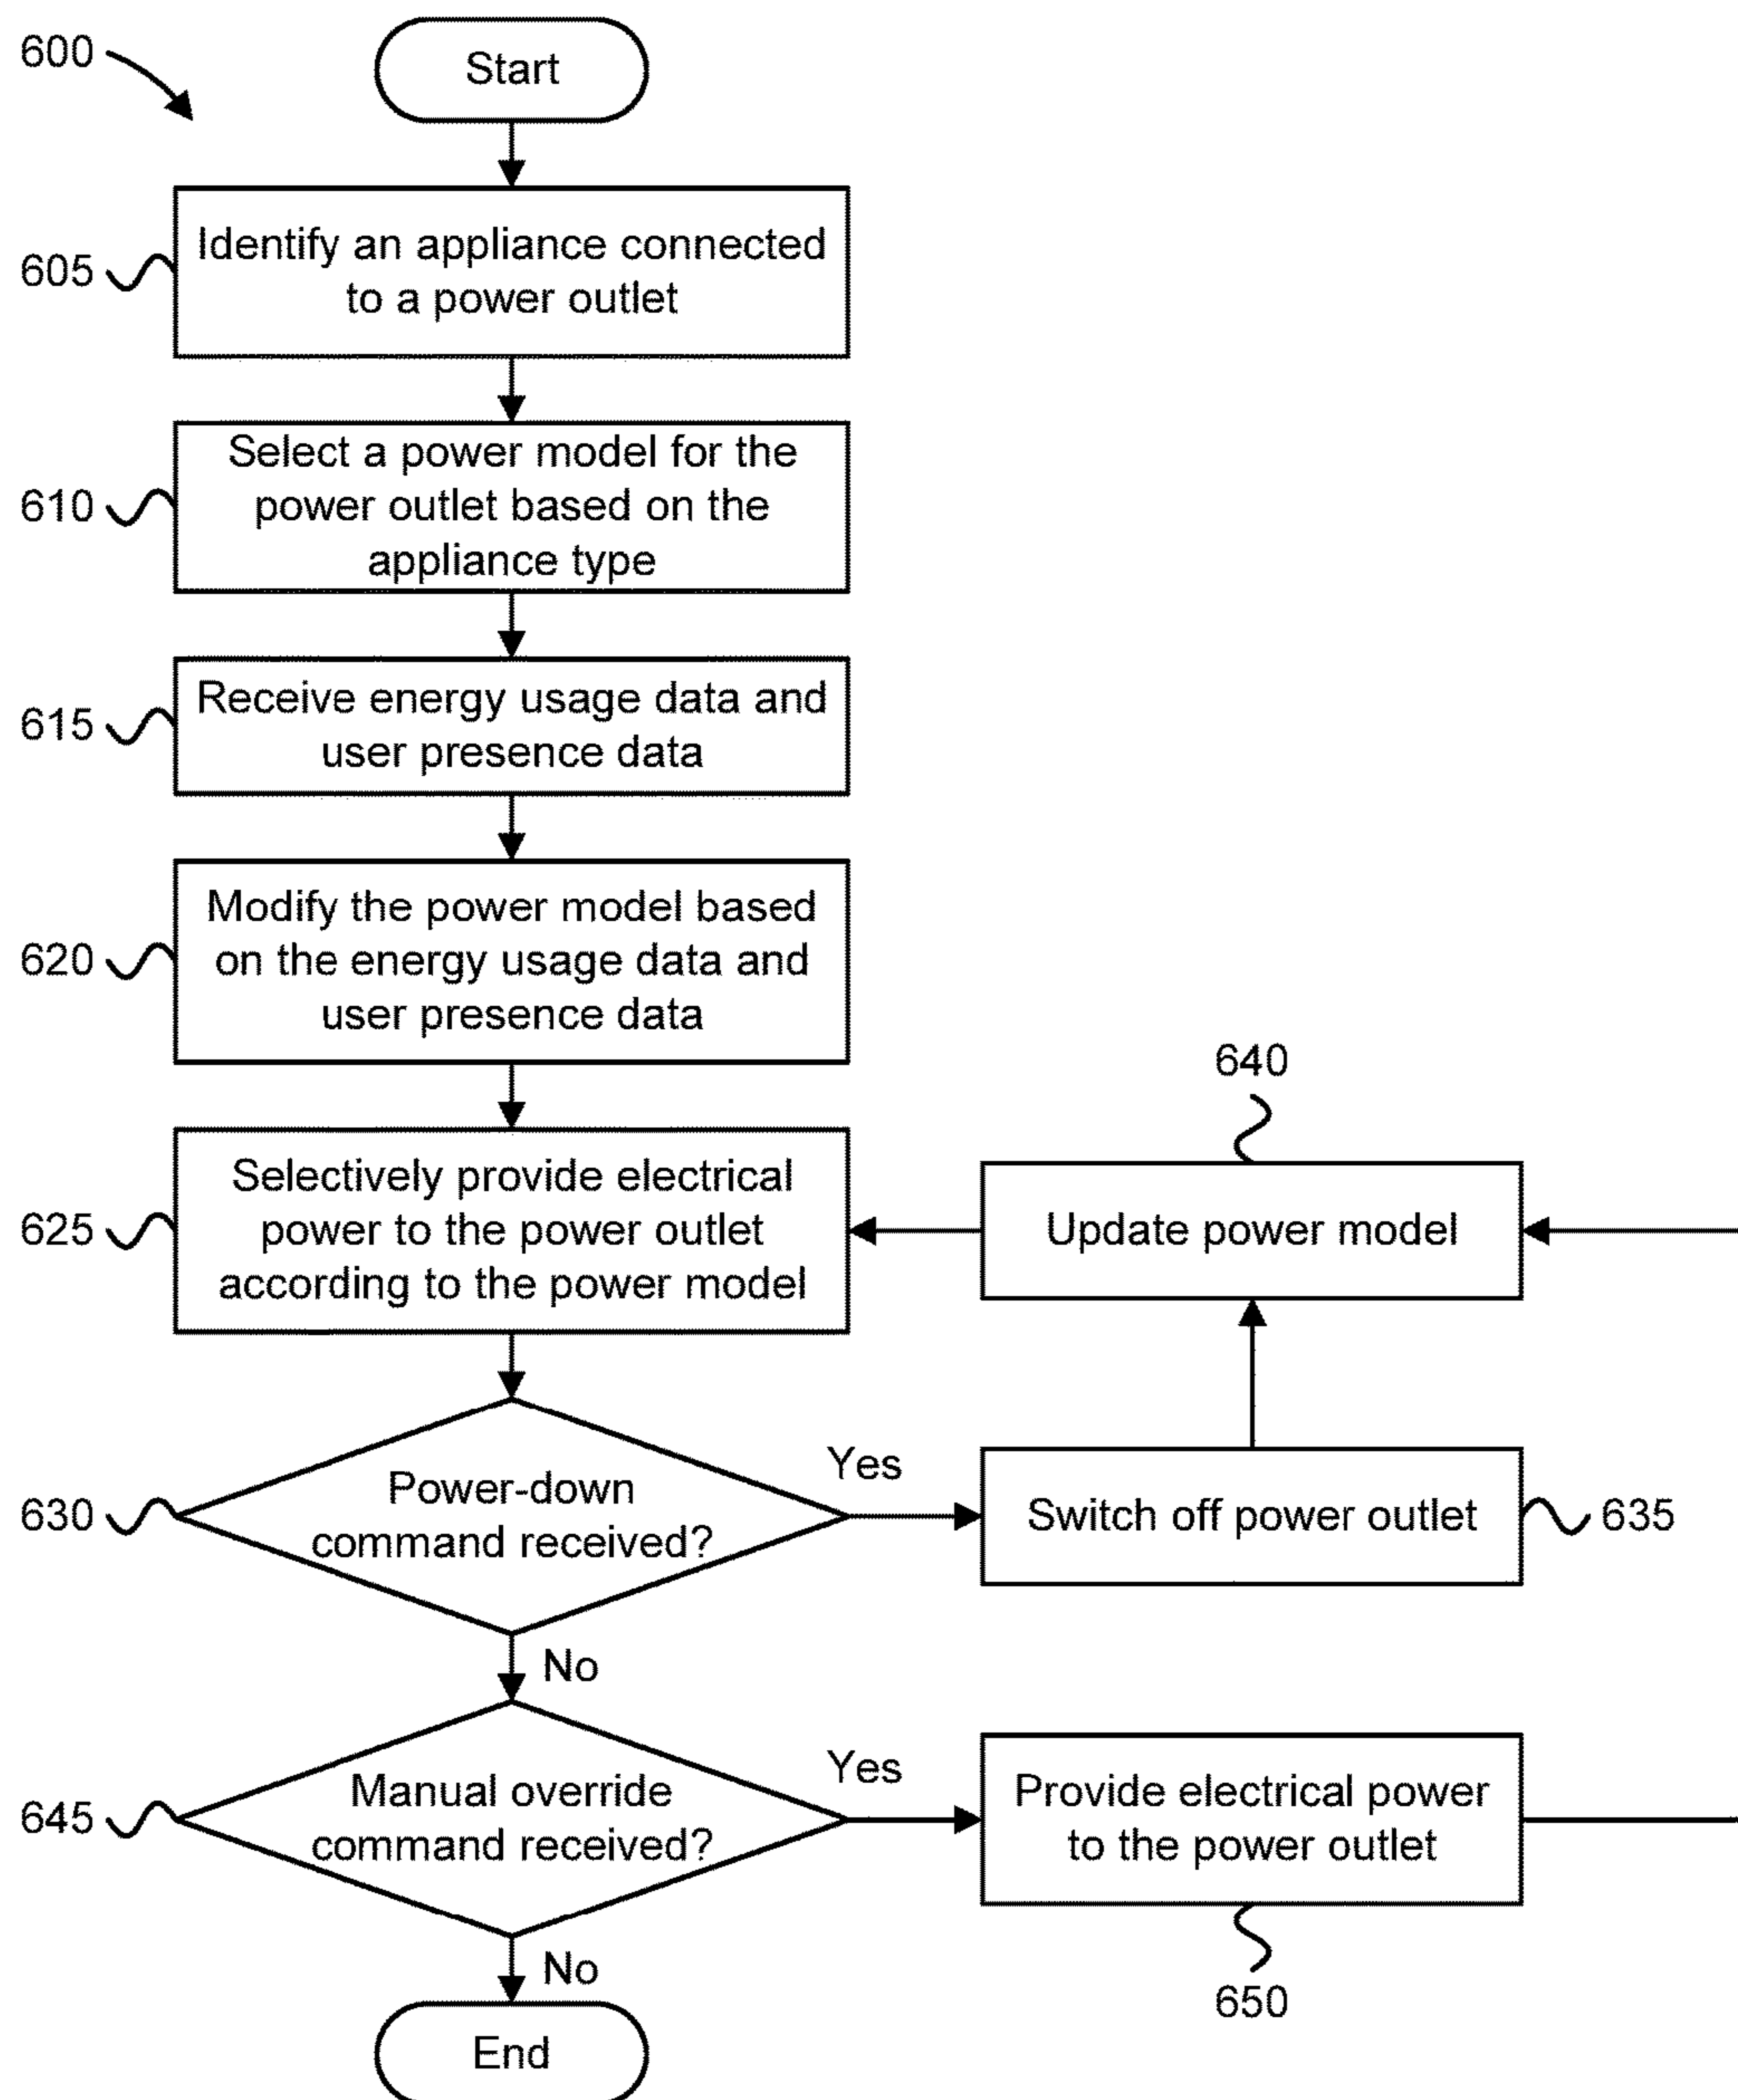 600
Start
605
Identify an appliance connected
to a power outlet
610
Select a power model for the
power outlet based on the
appliance type
615
Receive energy usage data and
user presence data
620
Modify the power model based
on the energy usage data and
user presence data
625
Selectively provide electrical
power to the power outlet
according to the power model
640
Update power model
630
Power-down
command received?
Yes
Switch off power outlet
635
No
645
Manual override
command received?
Yes
Provide electrical power
to the power outlet
650
No
End